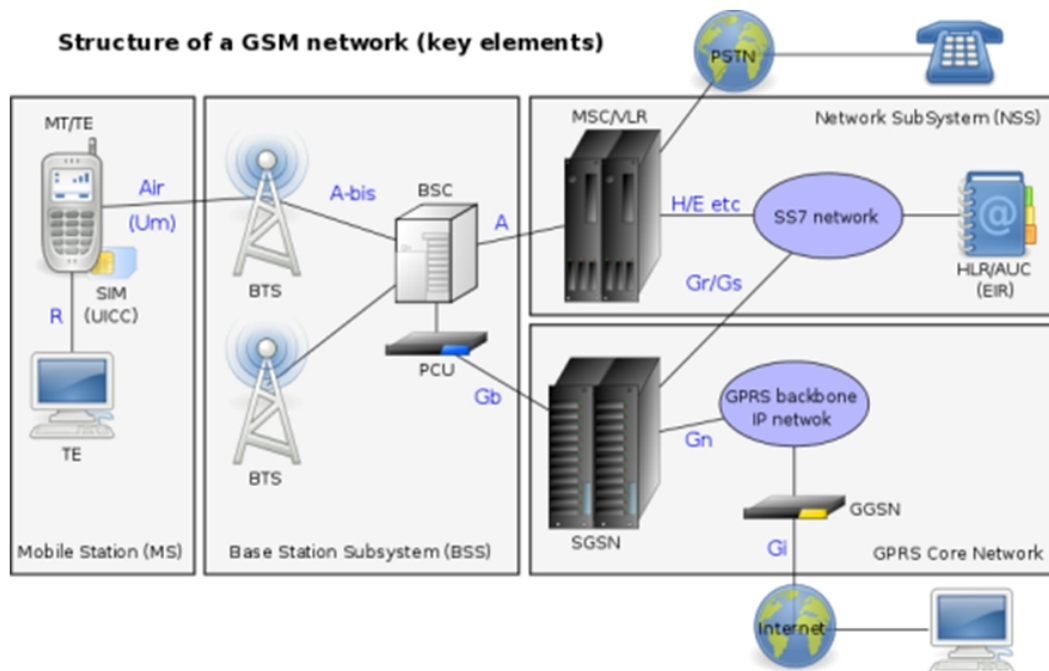 Structure of a GSM network (key elements)
PSTN
MT/TE
MSC/VLR
Network SubSystem (NSS)
Air
(Um)
A-bis
BSC
A
H/E etc
SS7 network
HLR/AUC
(EIR)
SIM
(UICC)
R
BTS
Gr/Gs
PCU
Gb
GPRS backbone
IP netwok
Gn
TE
BTS
SGSN
GGSN
Gi
Mobile Station (MS)
Base Station Subsystem (BSS)
GPRS Core Network
Internet